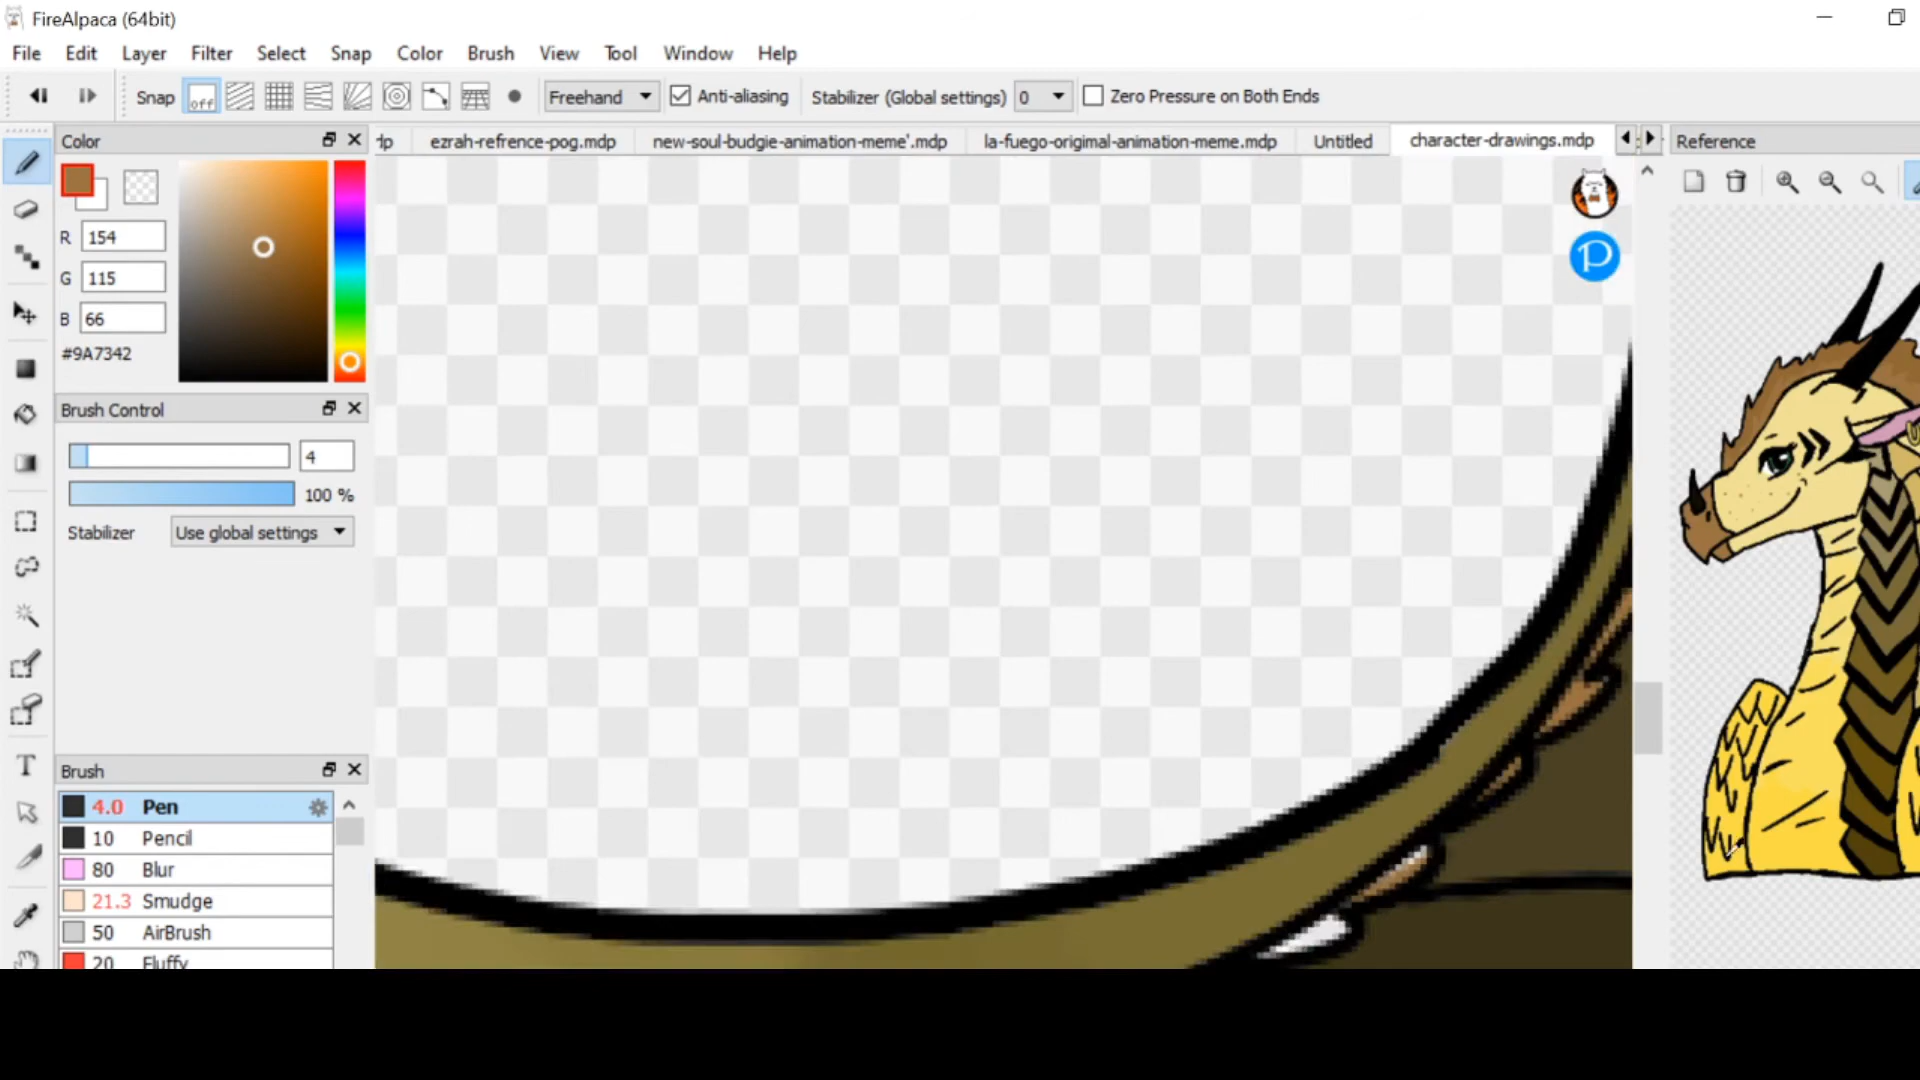 FireAlpaca (64bit)
File Edit Layer Filter Select Snap Color Brush View Tool Window Help
Snap off Freehand Anti-aliasing Stabilizer (Global settings) 0 Zero Pressure on Both Ends
Color
dp ezrah-refrence-pog.mdp new-soul-budgie-animation-meme'.mdp la-fuego-origimal-animation-meme.mdp Untitled character-drawings.mdp
Reference
R 154
G 115
B 66
#9A7342
Brush Control
4
100 %
Stabilizer Use global settings
T
P
Brush
4.0 Pen
10 Pencil
80 Blur
21.3 Smudge
50 AirBrush
20 Fluffy